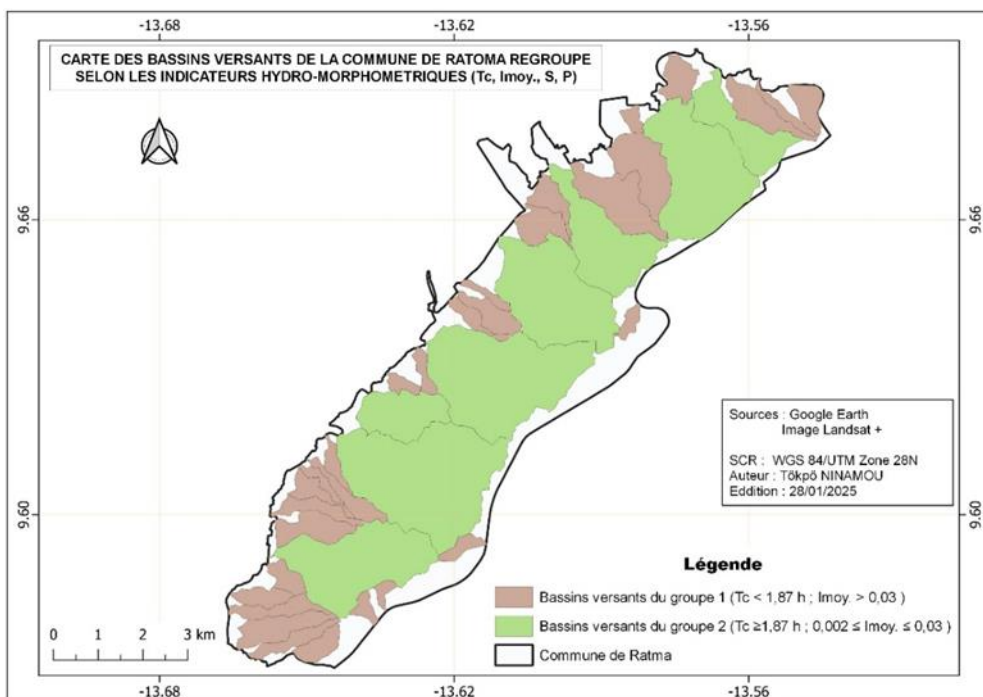 -13.68 -13.62 -13.56
CARTE DES BASSINS VERSANTS DE LA COMMUNE DE RATOMA REGROUPE
SELON LES INDICATEURS HYDRO-MORPHOMETRIQUES (Tc, Imoy., S, P)
9.66 9.66
Sources : Google Earth
Image Landsat +
SCR : WGS 84/UTM Zone 28N
Auteur : Tökpö NINAMOU
Eddition : 28/01/2025
9.60 9.60
Légende
Bassins versants du groupe 1 (Tc < 1,87 h ; Imoy. > 0,03 )
Bassins versants du groupe 2 (Tc ≥1,87 h ; 0,002 ≤ Imoy. ≤ 0,03)
Commune de Ratma
0 1 2 3 km
-13.68 -13.62 -13.56